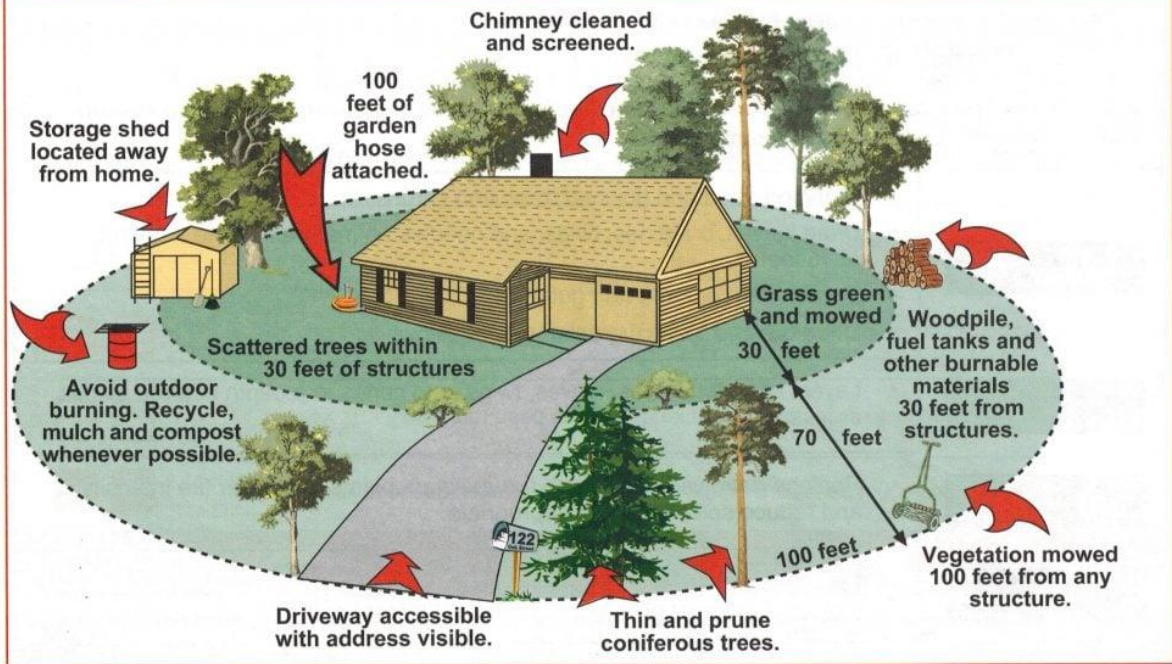 Chimney cleaned
and screened.
100
feet of
garden
hose
attached.
Storage shed
located away
from home.
Grass green
and mowed
30 feet
Woodpile,
fuel tanks and
other burnable
materials
30 feet from
structures.
Scattered trees within
30 feet of structures
Avoid outdoor
burning. Recycle,
mulch and compost
whenever possible.
70 feet
100 feet
122
Vegetation mowed
100 feet from any
structure.
Driveway accessible
with address visible.
Thin and prune
coniferous trees.